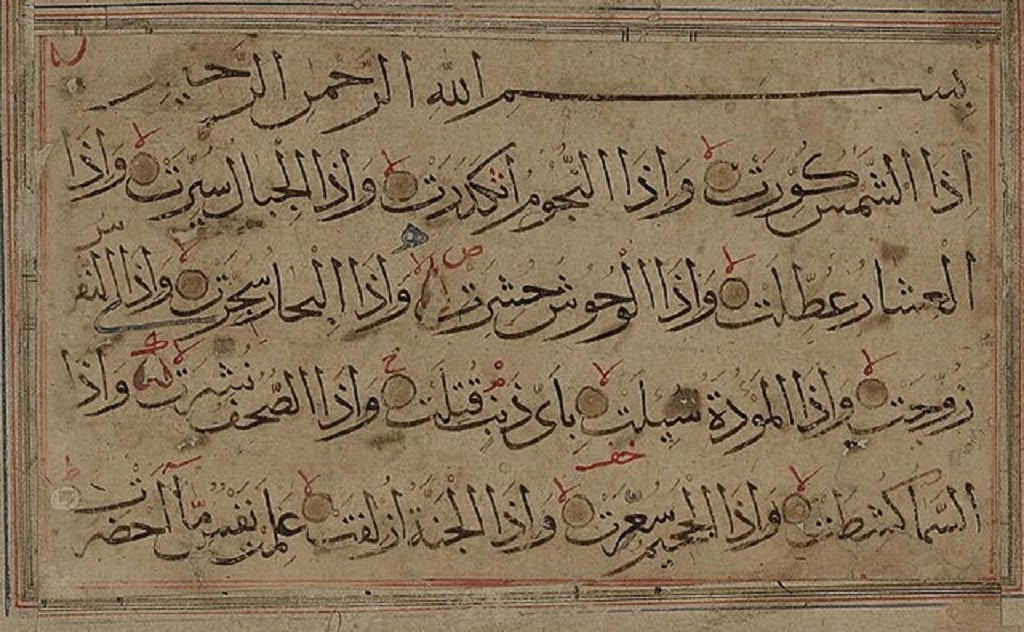 بسم الله الرحمن الرحيم
اذا الشمس كورت واذا النجوم انكدرت واذا الجبال سيرت واذا
العشار عطلت واذا الوحوش حشرت واذا البحار سجرت واذا النفو
سر
زوجت واذا الموءدة سيلت باى ذنب قتلت واذا الصحف نشرت واذا
السما كشطت واذا الجحيم سعرت واذا الجنة ازلفت علمت نفس ما احضرت